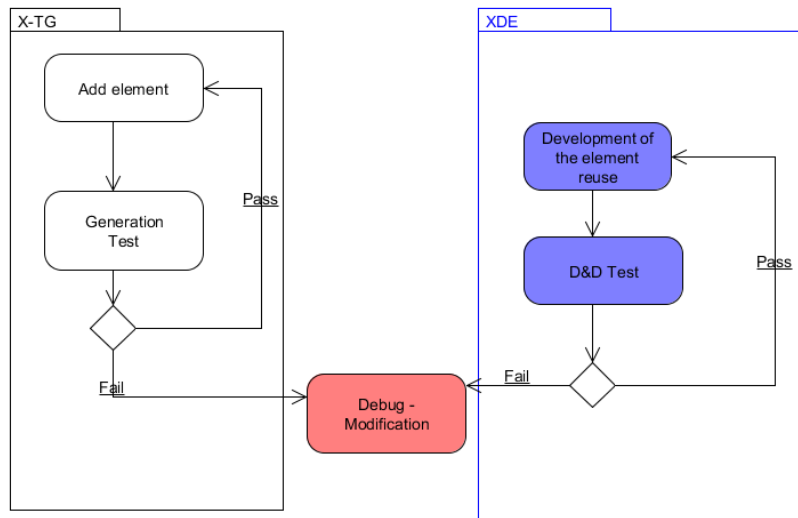 X-TG
Add element
Generation
Test
Pass
Fail
Debug -
Modification
XDE
Development of
the element
reuse
D&D Test
Pass
Fail